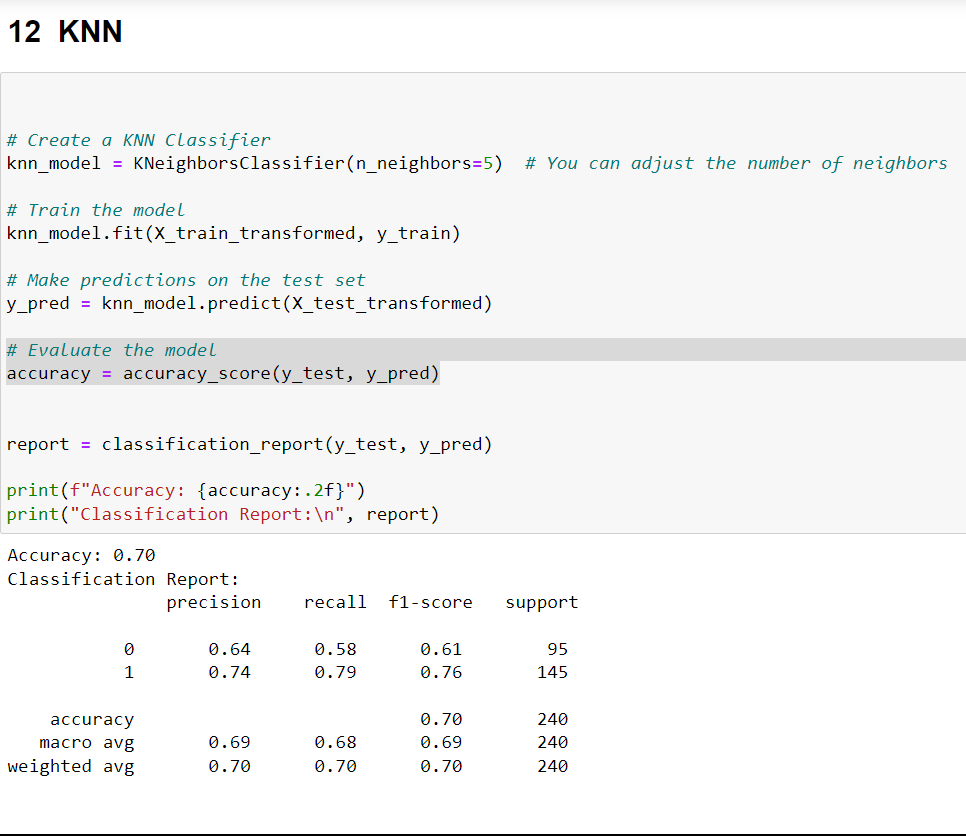 12 KNN
# Create a KNN Classifier
knn_model = KNeighborsClassifier(n_neighbors=5)  # You can adjust the number of neighbors
# Train the model
knn_model.fit(X_train_transformed, y_train)
# Make predictions on the test set
y_pred = knn_model.predict(X_test_transformed)
# Evaluate the model
accuracy = accuracy_score(y_test, y_pred)
report = classification_report(y_test, y_pred)
print(f"Accuracy: {accuracy:.2f}")
print("Classification Report:\n", report)
Accuracy: 0.70
Classification Report:
precision    recall  f1-score   support
0       0.64      0.58      0.61        95
1       0.74      0.79      0.76       145
accuracy                           0.70       240
macro avg       0.69      0.68      0.69       240
weighted avg       0.70      0.70      0.70       240